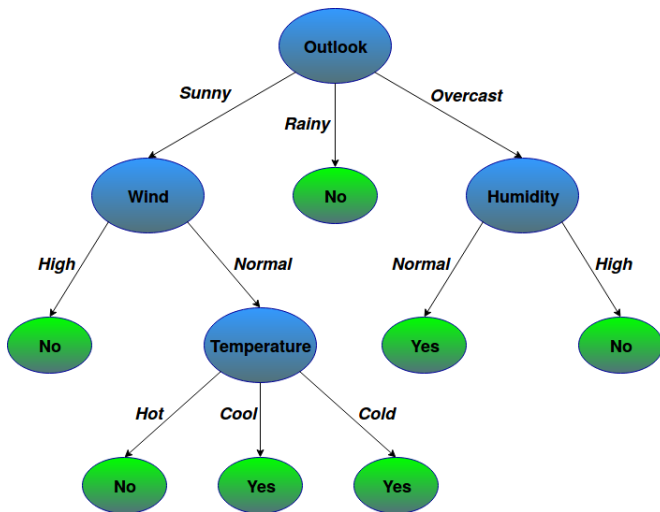 Outlook
Sunny
Rainy
Overcast
Wind
No
Humidity
High
Normal
Normal
High
No
Temperature
Yes
No
Hot
Cool
Cold
No
Yes
Yes